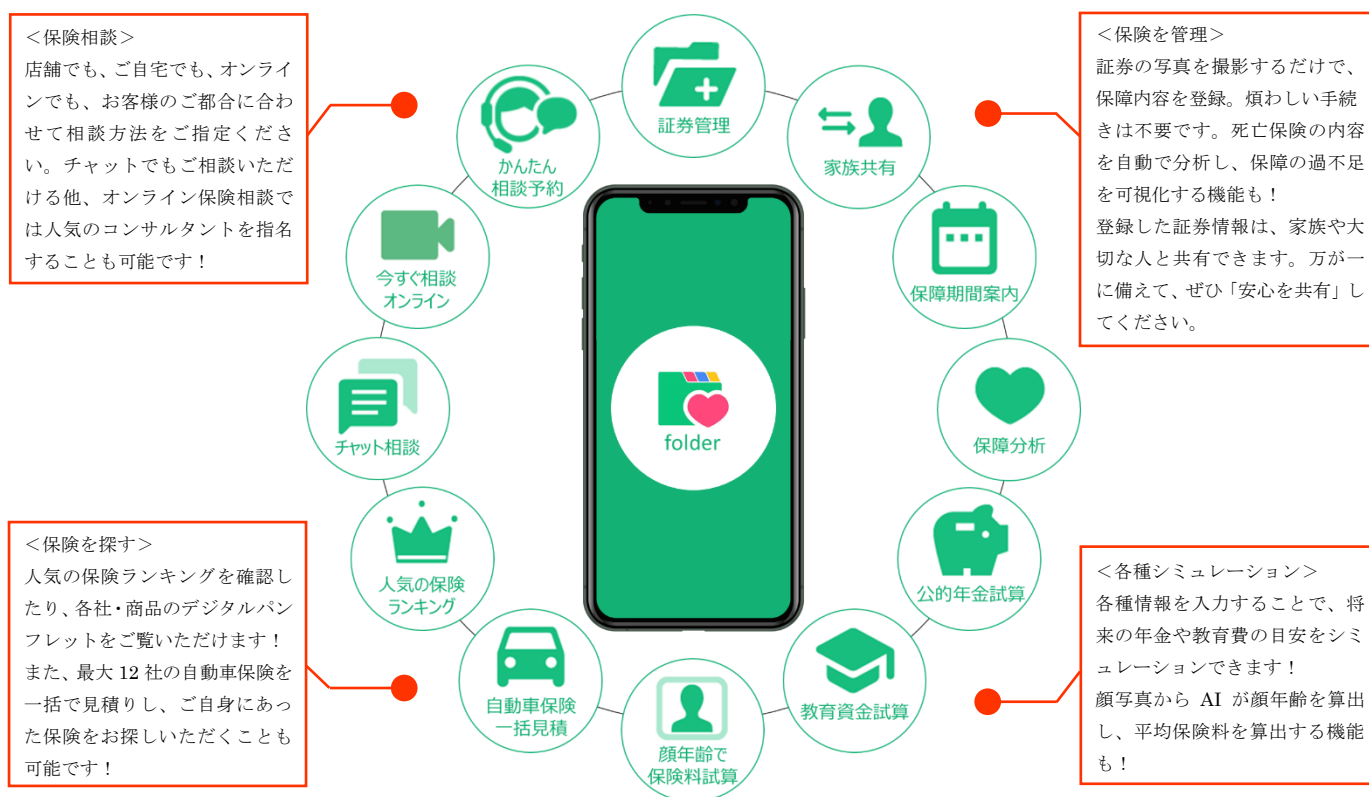 ＜保険相談＞
店舗でも、ご自宅でも、オンライ
ンでも、お客様のご都合に合わ
せて相談方法をご指定くださ
い。チャットでもご相談いただ
ける他、オンライン保険相談で
は人気のコンサルタントを指名
することも可能です！
＜保険を管理＞
証券の写真を撮影するだけで、
保障内容を登録。煩わしい手続
きは不要です。死亡保険の内容
を自動で分析し、保障の過不足
を可視化する機能も！
登録した証券情報は、家族や大
切な人と共有できます。万が一
に備えて、ぜひ「安心を共有」し
てください。
証券管理
かんたん
相談予約
家族共有
今すぐ相談
オンライン
保障期間案内
チャット相談
folder
保障分析
人気の保険
ランキング
公的年金試算
自動車保険
一括見積
教育資金試算
顔年齢で
保険料試算
＜保険を探す＞
人気の保険ランキングを確認し
たり、各社・商品のデジタルパン
フレットをご覧いただけます！
また、最大 12 社の自動車保険を
一括で見積りし、ご自身にあっ
た保険をお探しいただくことも
可能です！
＜各種シミュレーション＞
各種情報を入力することで、将
来の年金や教育費の目安をシミ
ュレーションできます！
顔写真から AI が顔年齢を算出
し、平均保険料を算出する機能
も！